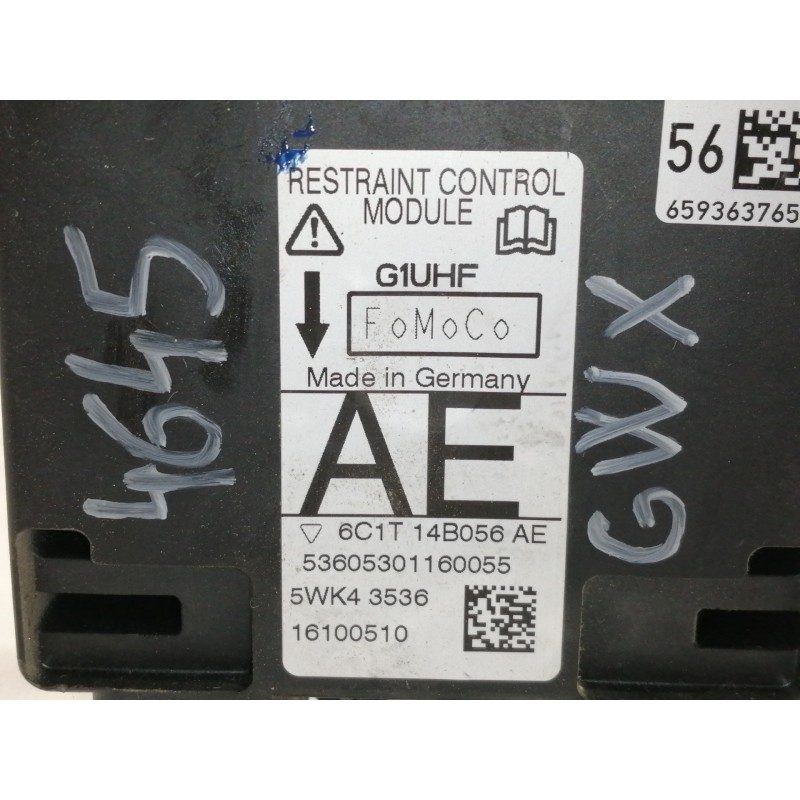 RESTRAINT CONTROL
MODULE
G1UHF
FoMoCo
Made in Germany
AE
6C1T 14B056 AE
53605301160055
5WK4 3536
16100510
56
659363765
4645
GWX